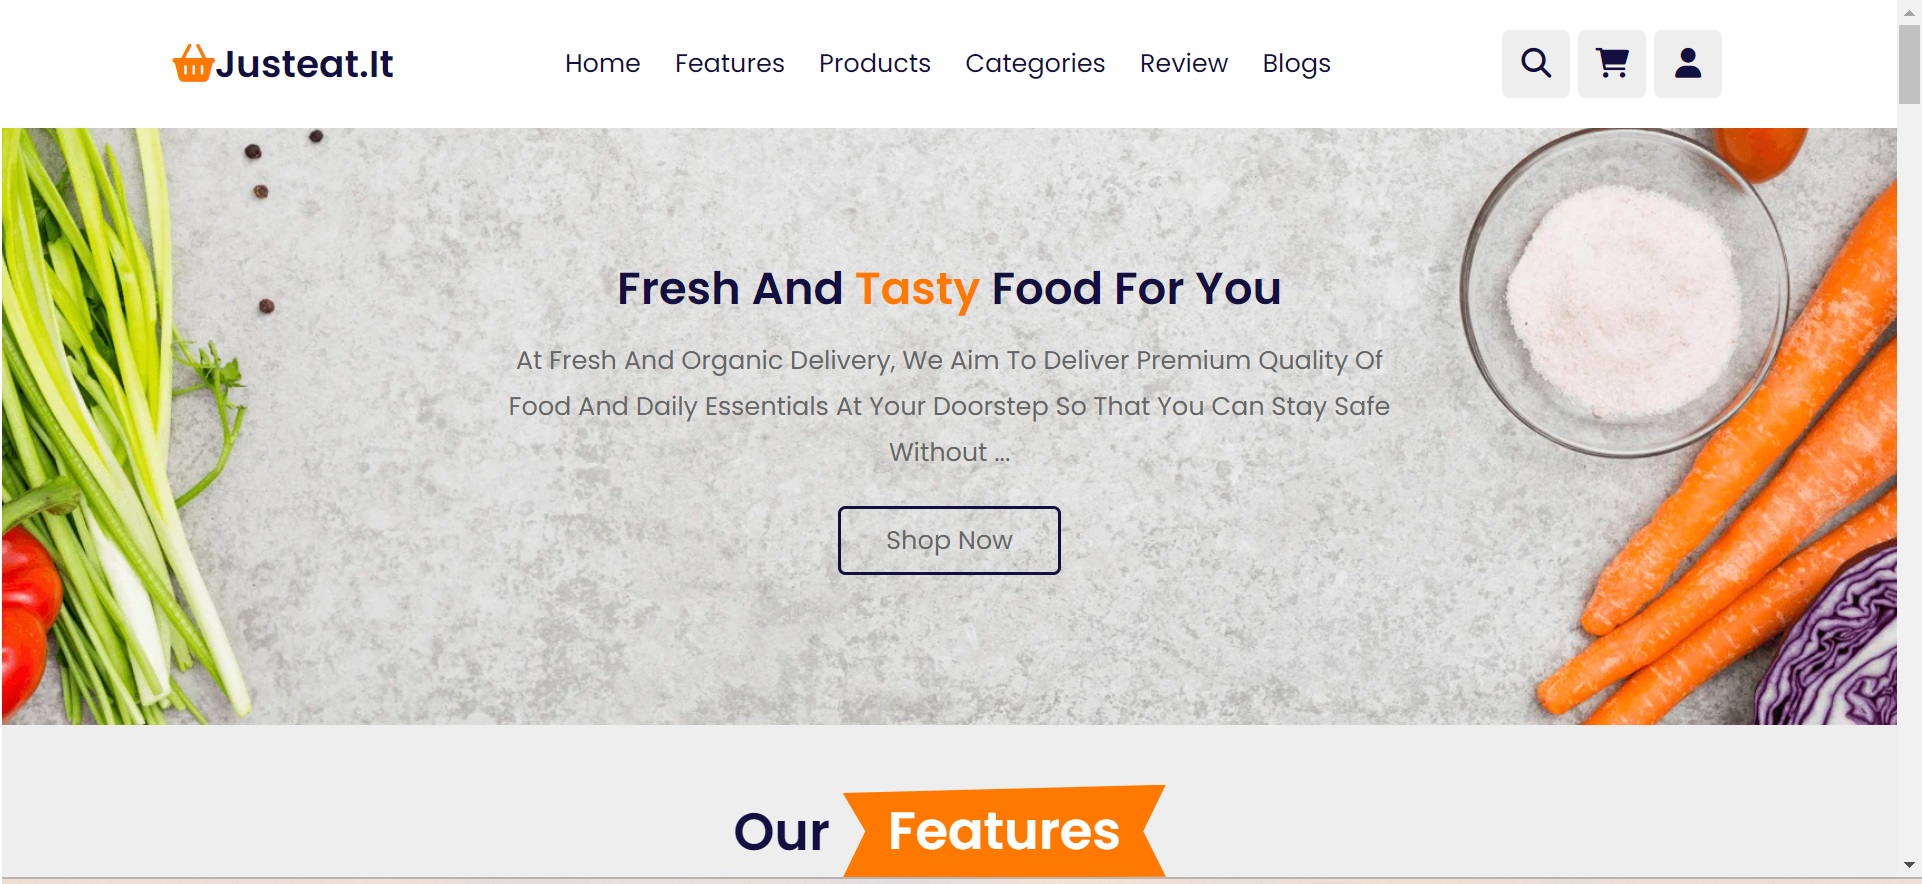 Justeat.It
Home Features Products Categories Review Blogs
Fresh And Tasty Food For You
At Fresh And Organic Delivery, We Aim To Deliver Premium Quality Of
Food And Daily Essentials At Your Doorstep So That You Can Stay Safe
Without ...
Shop Now
Our Features